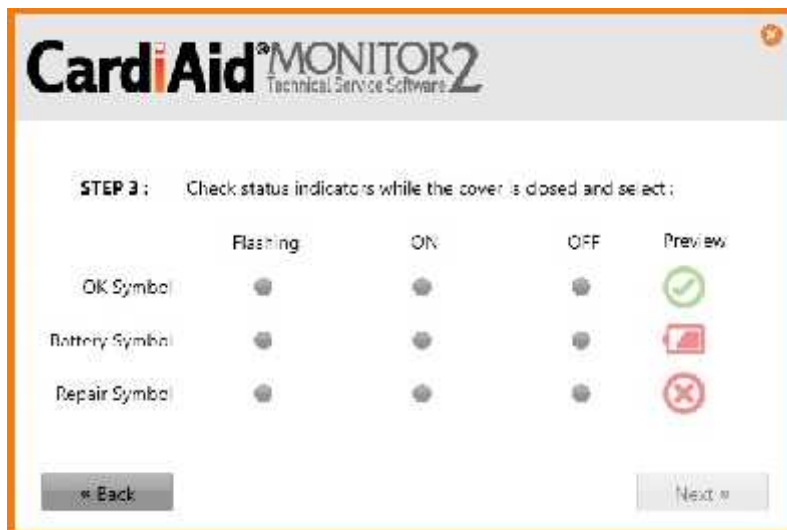 CardiAid® MONITOR2
Technical Service Software
STEP 3 : Check status indicators while the cover is closed and select :
Flashing ON OFF Preview
OK Symbol
Battery Symbol
Repair Symbol
« Back
Next »